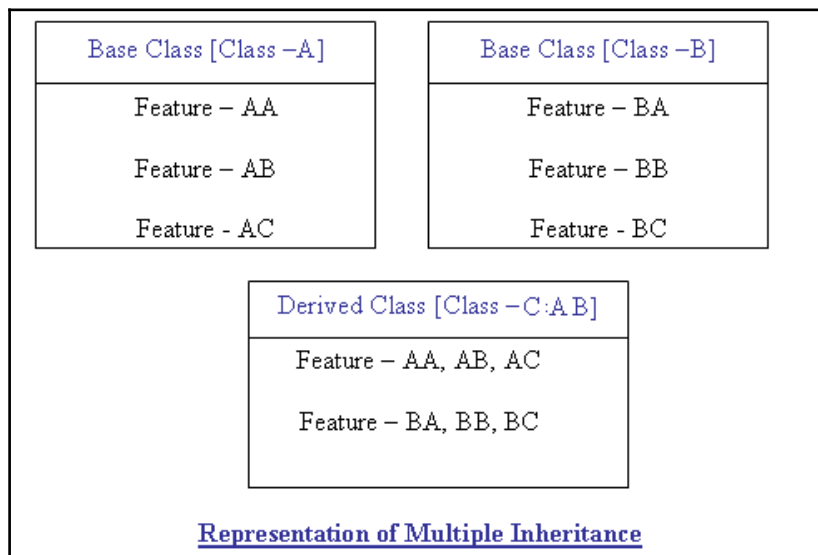 Base Class [Class –A]
Feature – AA
Feature – AB
Feature - AC
Base Class [Class –B]
Feature – BA
Feature – BB
Feature - BC
Derived Class [Class –C:A B]
Feature – AA, AB, AC
Feature – BA, BB, BC
Representation of Multiple Inheritance